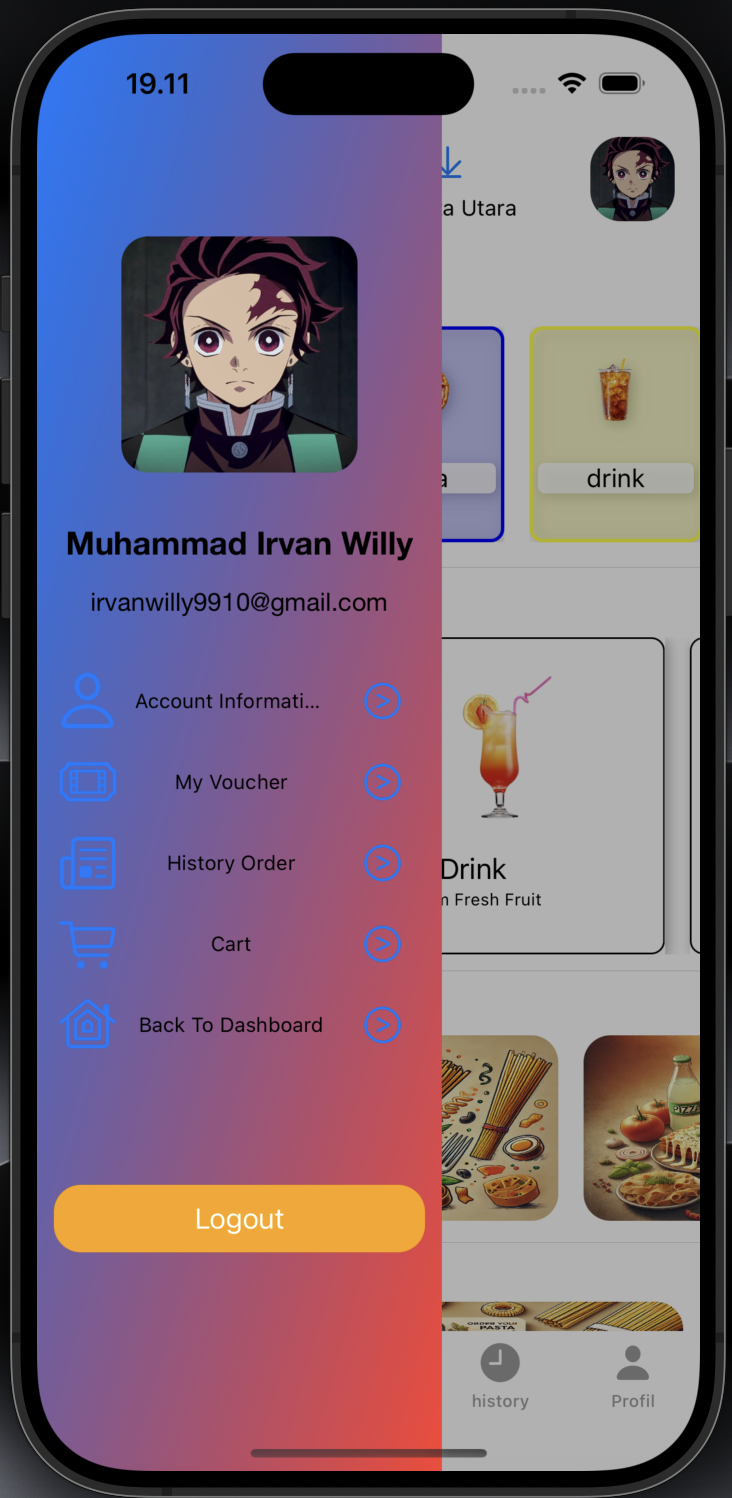 19.11
a Utara
drink
a
Muhammad Irvan Willy
irvanwilly9910@gmail.com
Account Informati...
My Voucher
History Order
Cart
Back To Dashboard
Drink
Fresh Fruit
PIZZ
Logout
ORDER YOUR
PASTA
history
Profil